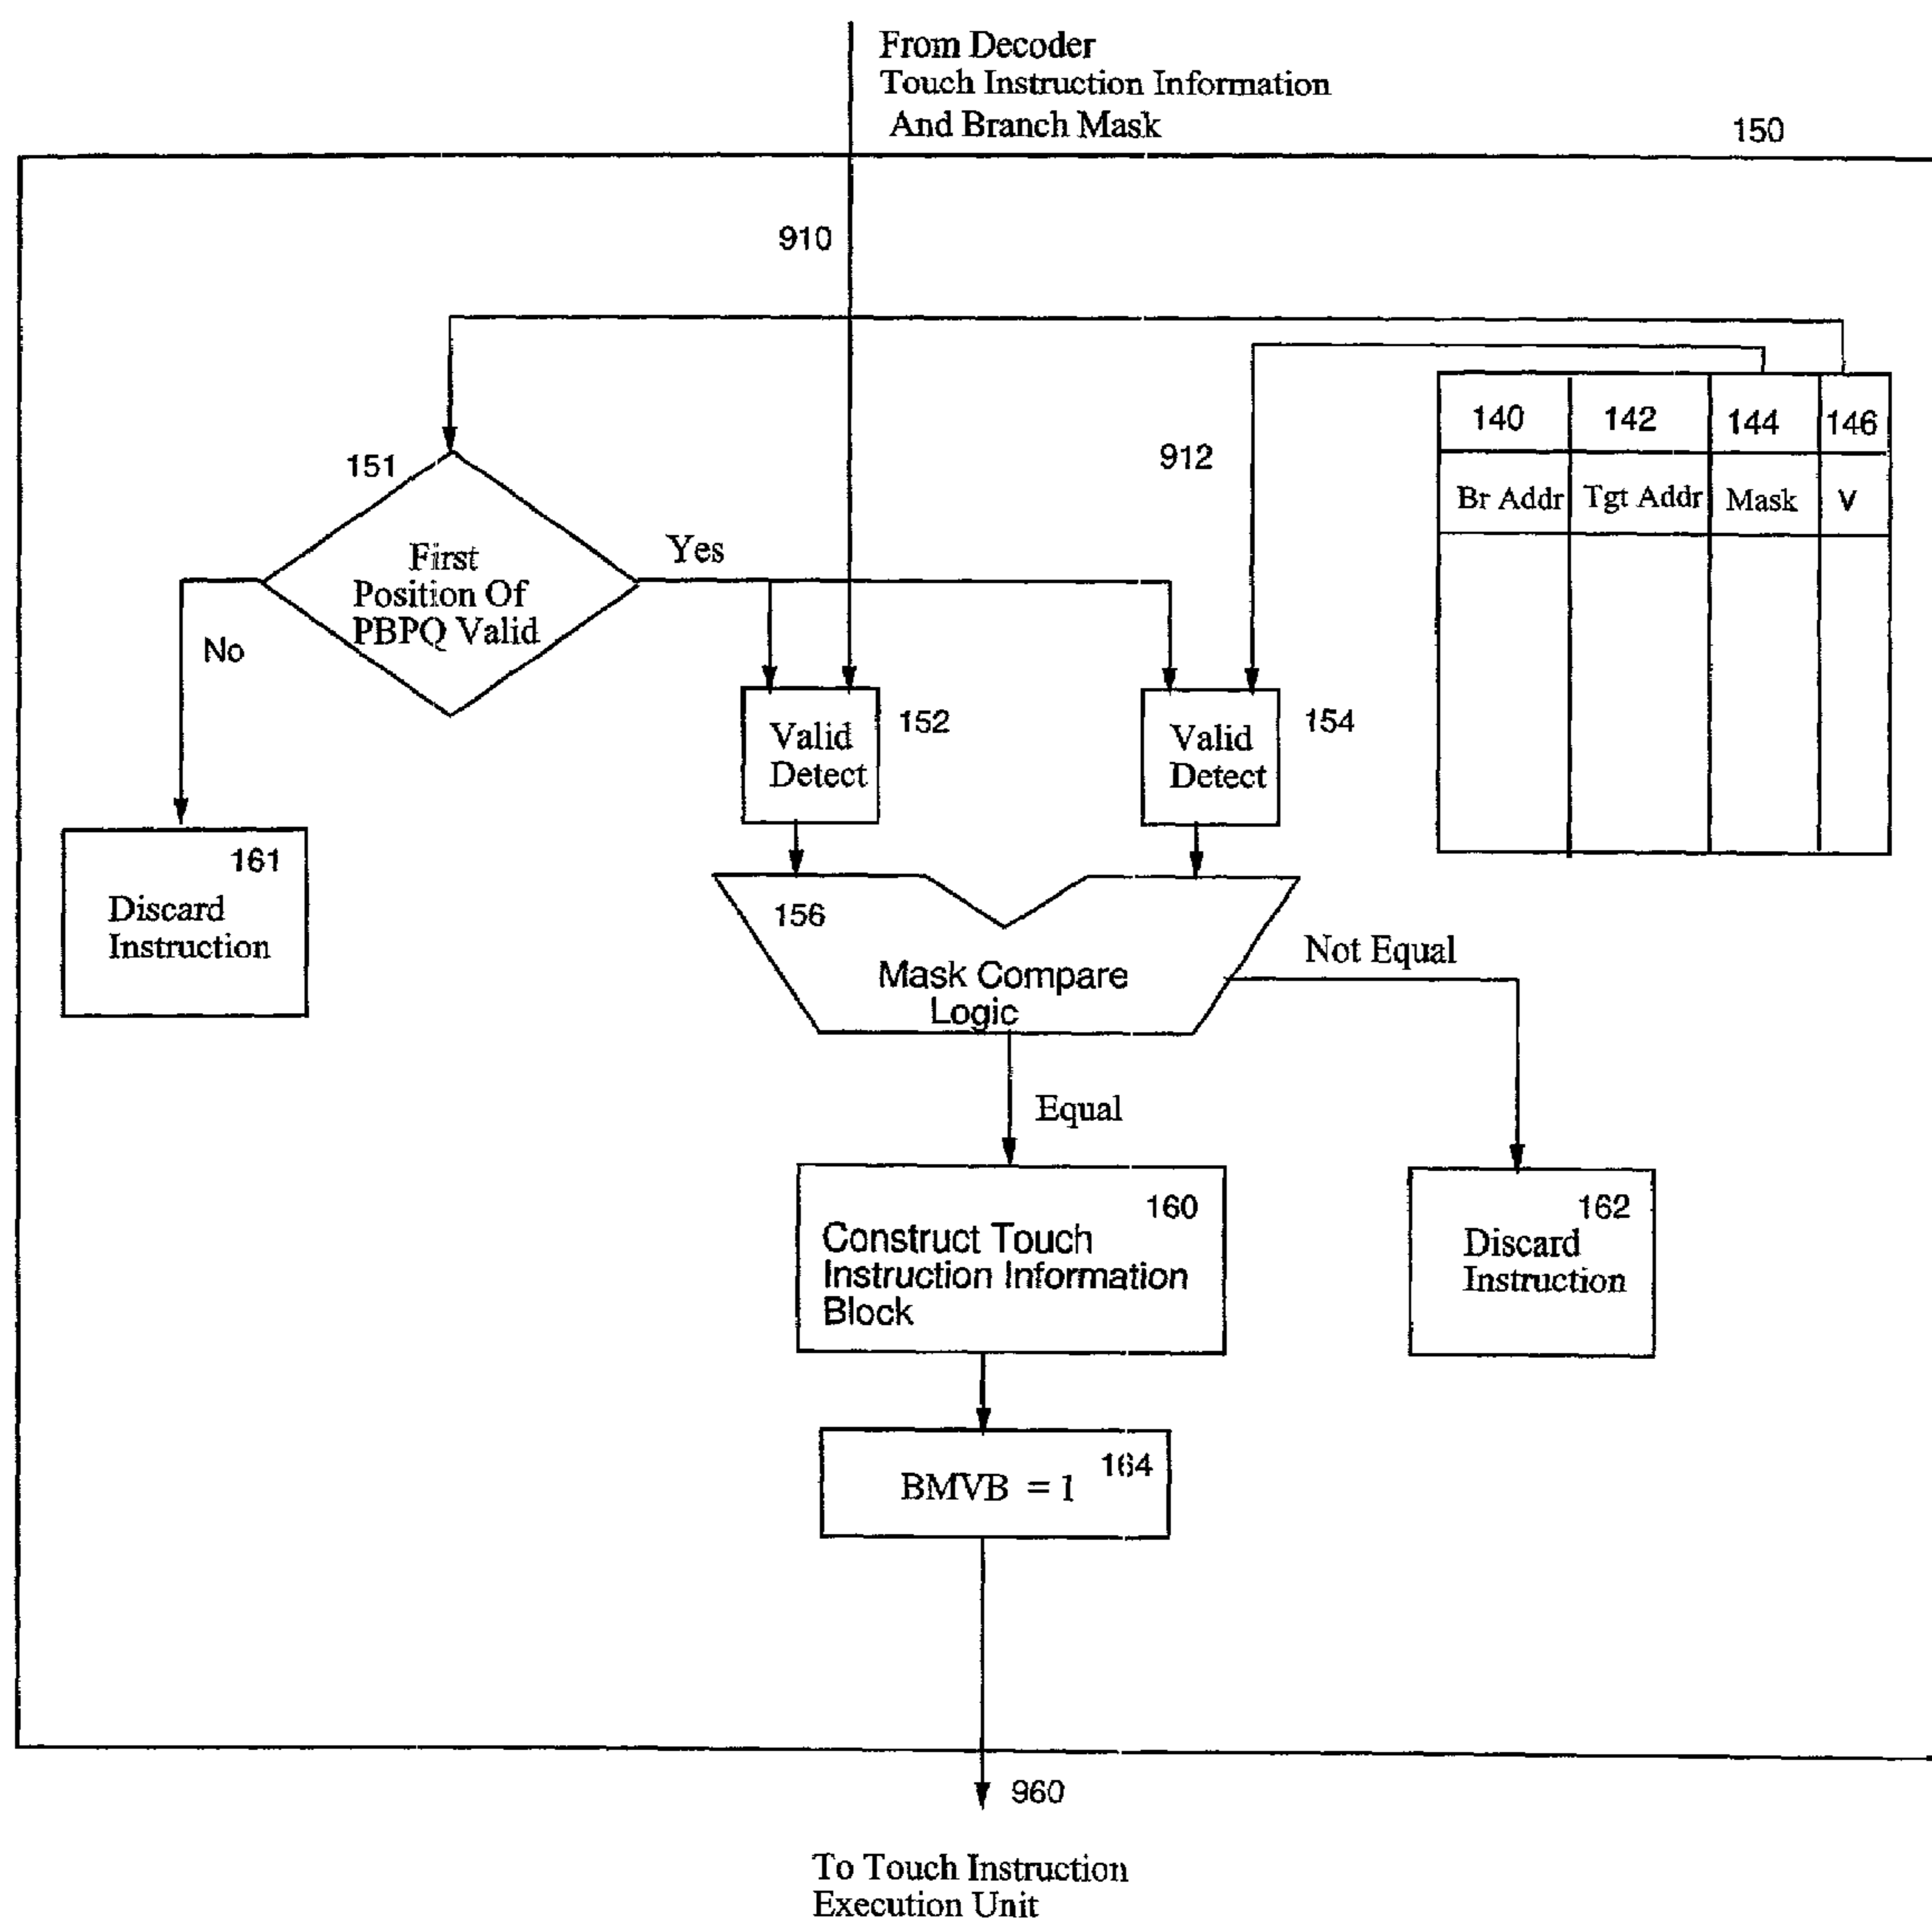 From Decoder
Touch Instruction Information
And Branch Mask
150
910
140 142 144 146
Br Addr Tgt Addr Mask V
912
151
First
Position Of
PBPQ Valid
Yes
No
Valid
Detect
152
Valid
Detect
154
161
Discard
Instruction
156
Mask Compare
Logic
Not Equal
Equal
160
Construct Touch
Instruction Information
Block
162
Discard
Instruction
164
BMVB = 1
960
To Touch Instruction
Execution Unit